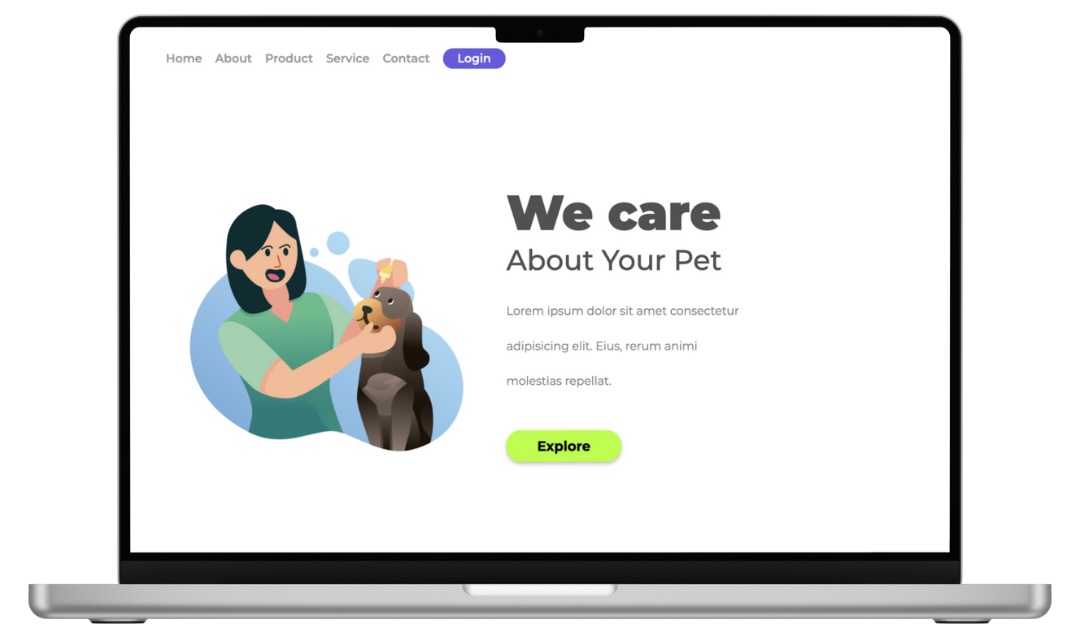 Home About Product Service Contact Login
We care
About Your Pet
Lorem ipsum dolor sit amet consectetur
adipisicing elit. Eius, rerum animi
molestias repellat.
Explore